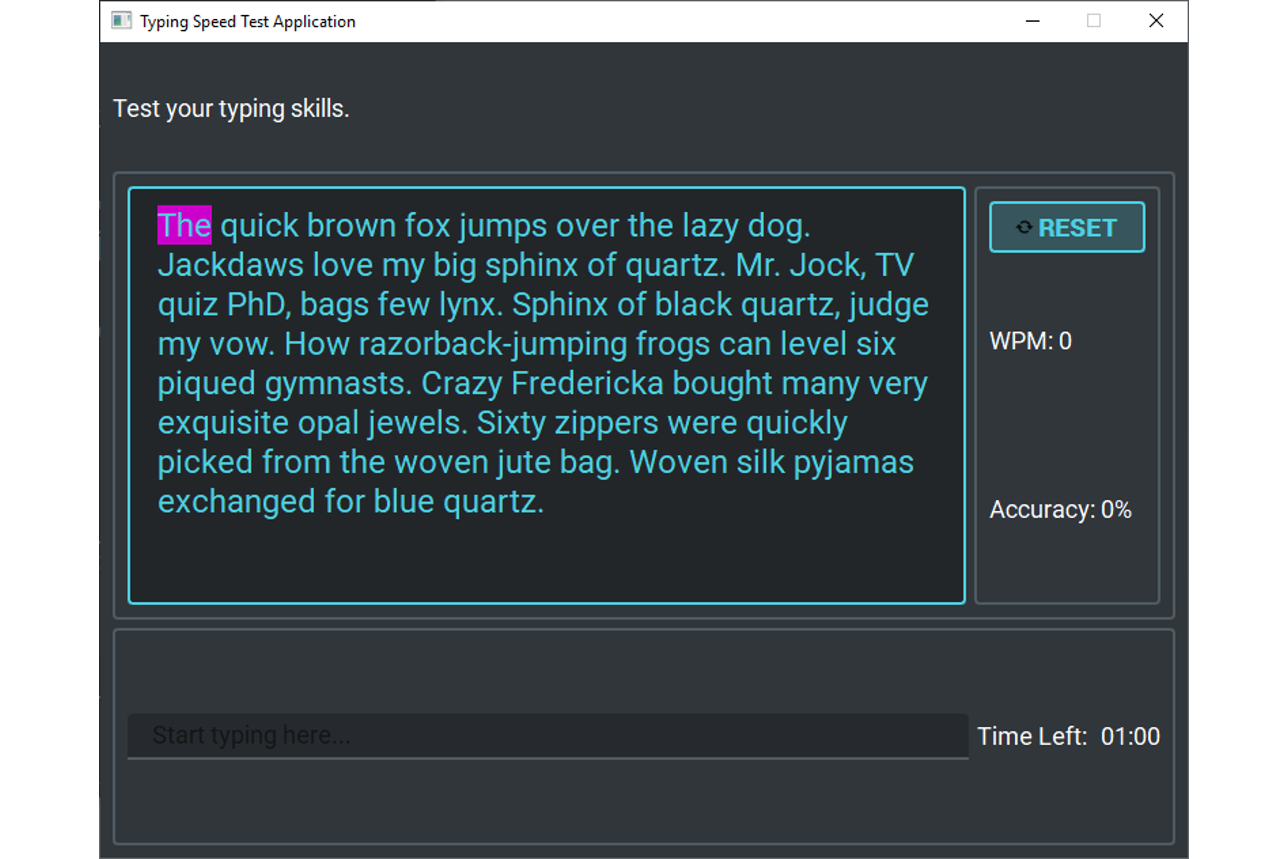 Typing Speed Test Application
Test your typing skills.
The quick brown fox jumps over the lazy dog.
Jackdaws love my big sphinx of quartz. Mr. Jock, TV
quiz PhD, bags few lynx. Sphinx of black quartz, judge
my vow. How razorback-jumping frogs can level six
piqued gymnasts. Crazy Fredericka bought many very
exquisite opal jewels. Sixty zippers were quickly
picked from the woven jute bag. Woven silk pyjamas
exchanged for blue quartz.
RESET
WPM: 0
Accuracy: 0%
Start typing here...
Time Left: 01:00